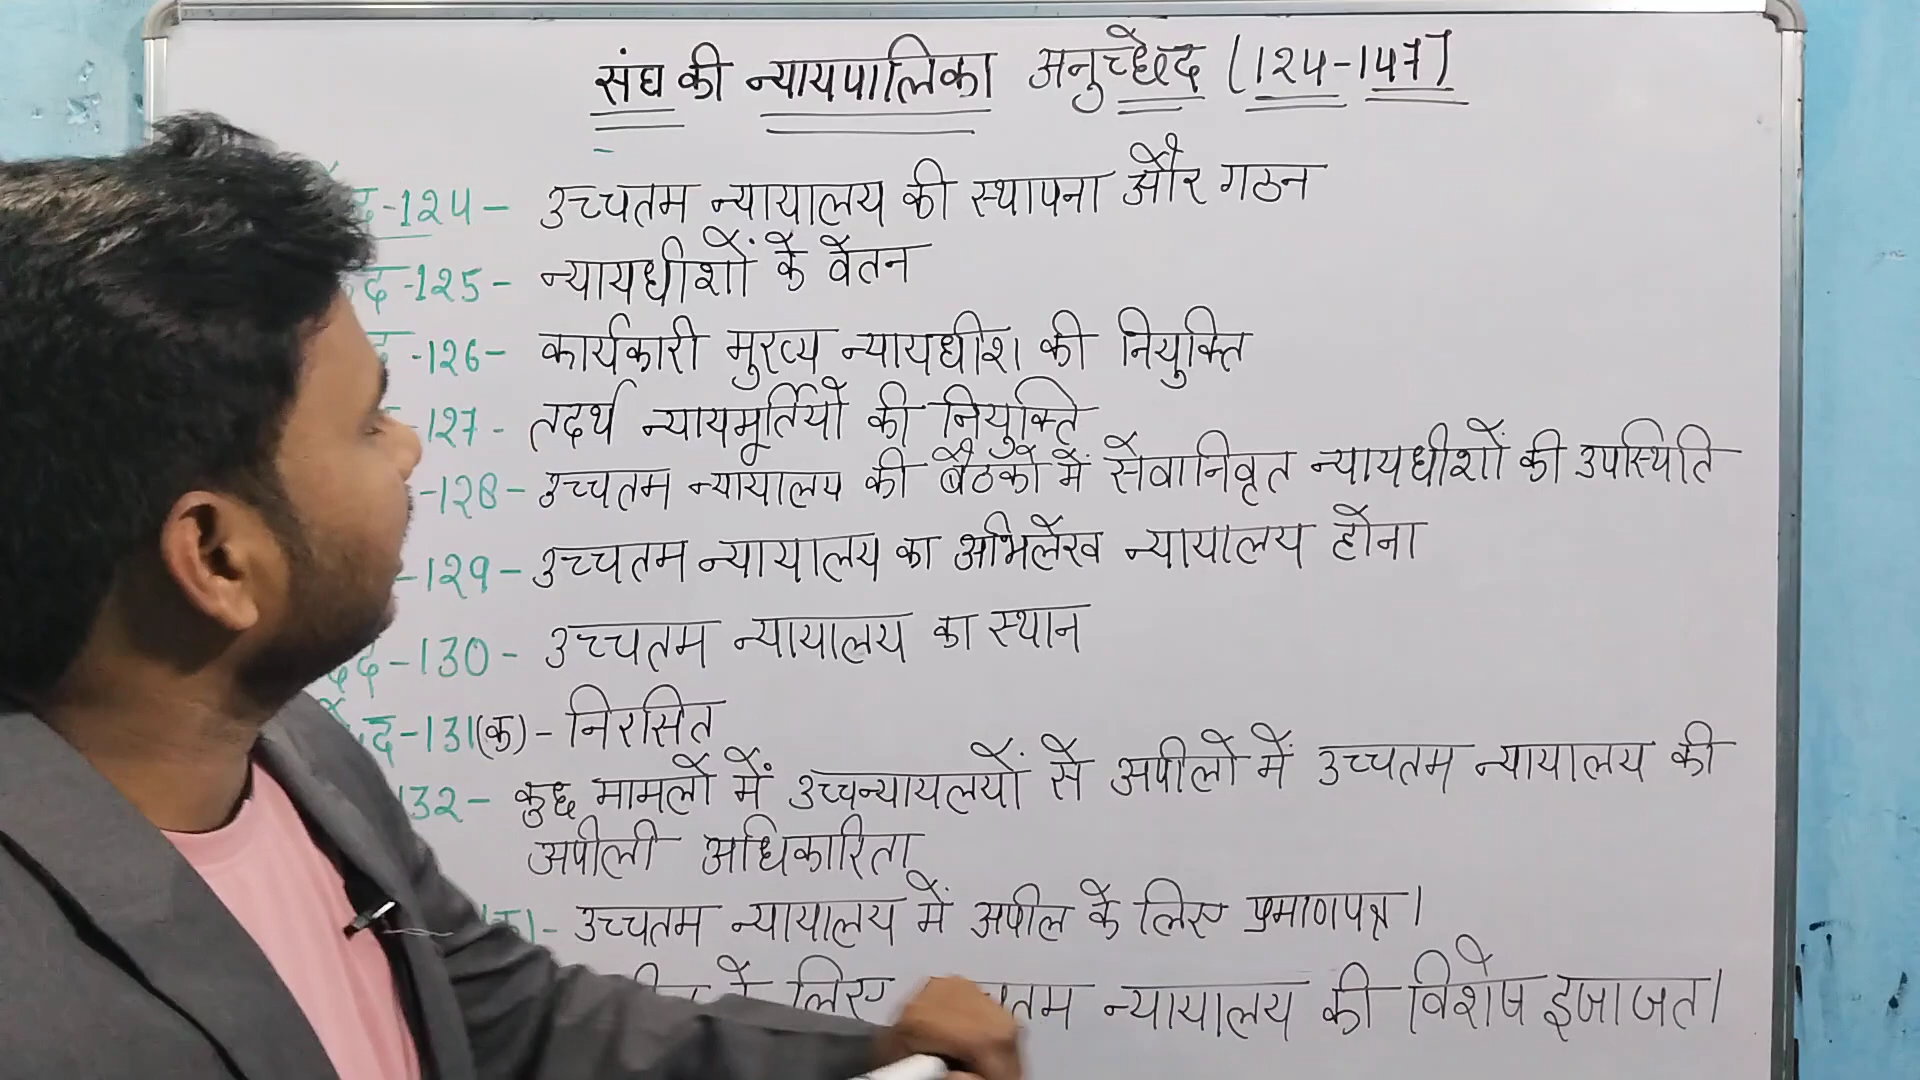 संघ की न्यायपालिका अनुच्छेद (124-147)
द-124- उच्चतम न्यायालय की स्थापना और गठन
द-125- न्यायधीशों के वेतन
-126- कार्यकारी मुख्य न्यायधीश की नियुक्ति
-127- तदर्थ न्यायमूर्तियों की नियुक्ति
-128- उच्चतम न्यायालय की बैठकों में सेवानिवृत न्यायधीशों की उपस्थिति
-129- उच्चतम न्यायालय का अभिलेख न्यायालय होना
द-130- उच्चतम न्यायालय का स्थान
द-131(क)- निरसित
132- कुछ मामलों में उच्चन्यायलयों से अपीलों में उच्चतम न्यायालय की
अपीली अधिकारिता
उच्चतम न्यायालय में अपील के लिए प्रमाणपत्र।
के लिए तम न्यायालय की विशेष इजाजत।